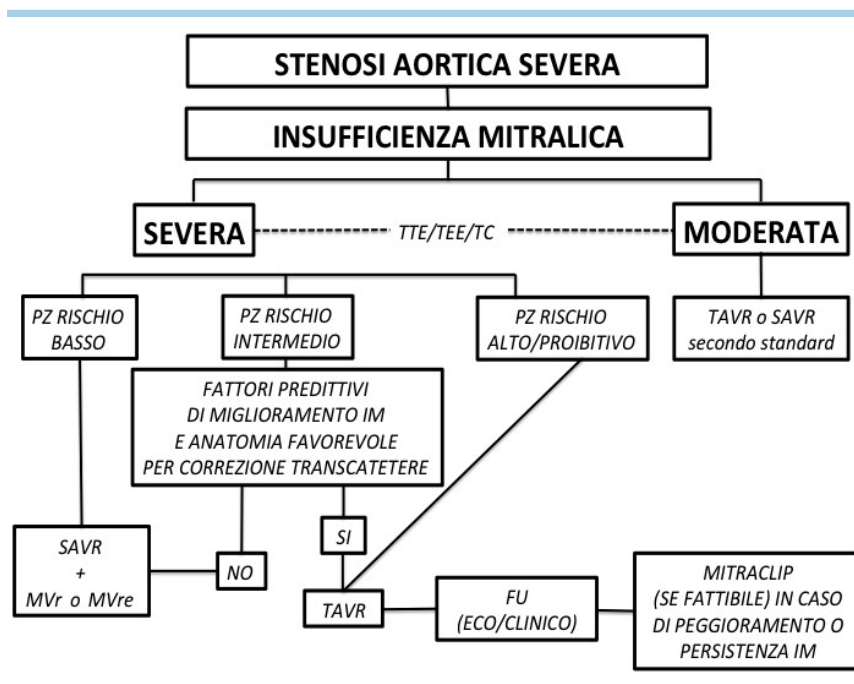 STENOSI AORTICA SEVERA
INSUFFICIENZA MITRALICA
SEVERA
TTE/TEE/TC
MODERATA
PZ RISCHIO
BASSO
PZ RISCHIO
INTERMEDIO
PZ RISCHIO
ALTO/PROIBITIVO
TAVR o SAVR
secondo standard
FATTORI PREDITTIVI
DI MIGLIORAMENTO IM
E ANATOMIA FAVOREVOLE
PER CORREZIONE TRANSCATETERE
SAVR
+
MVr o MVre
NO
SI
TAVR
FU
(ECO/CLINICO)
MITRACLIP
(SE FATTIBILE) IN CASO
DI PEGGIORAMENTO O
PERSISTENZA IM